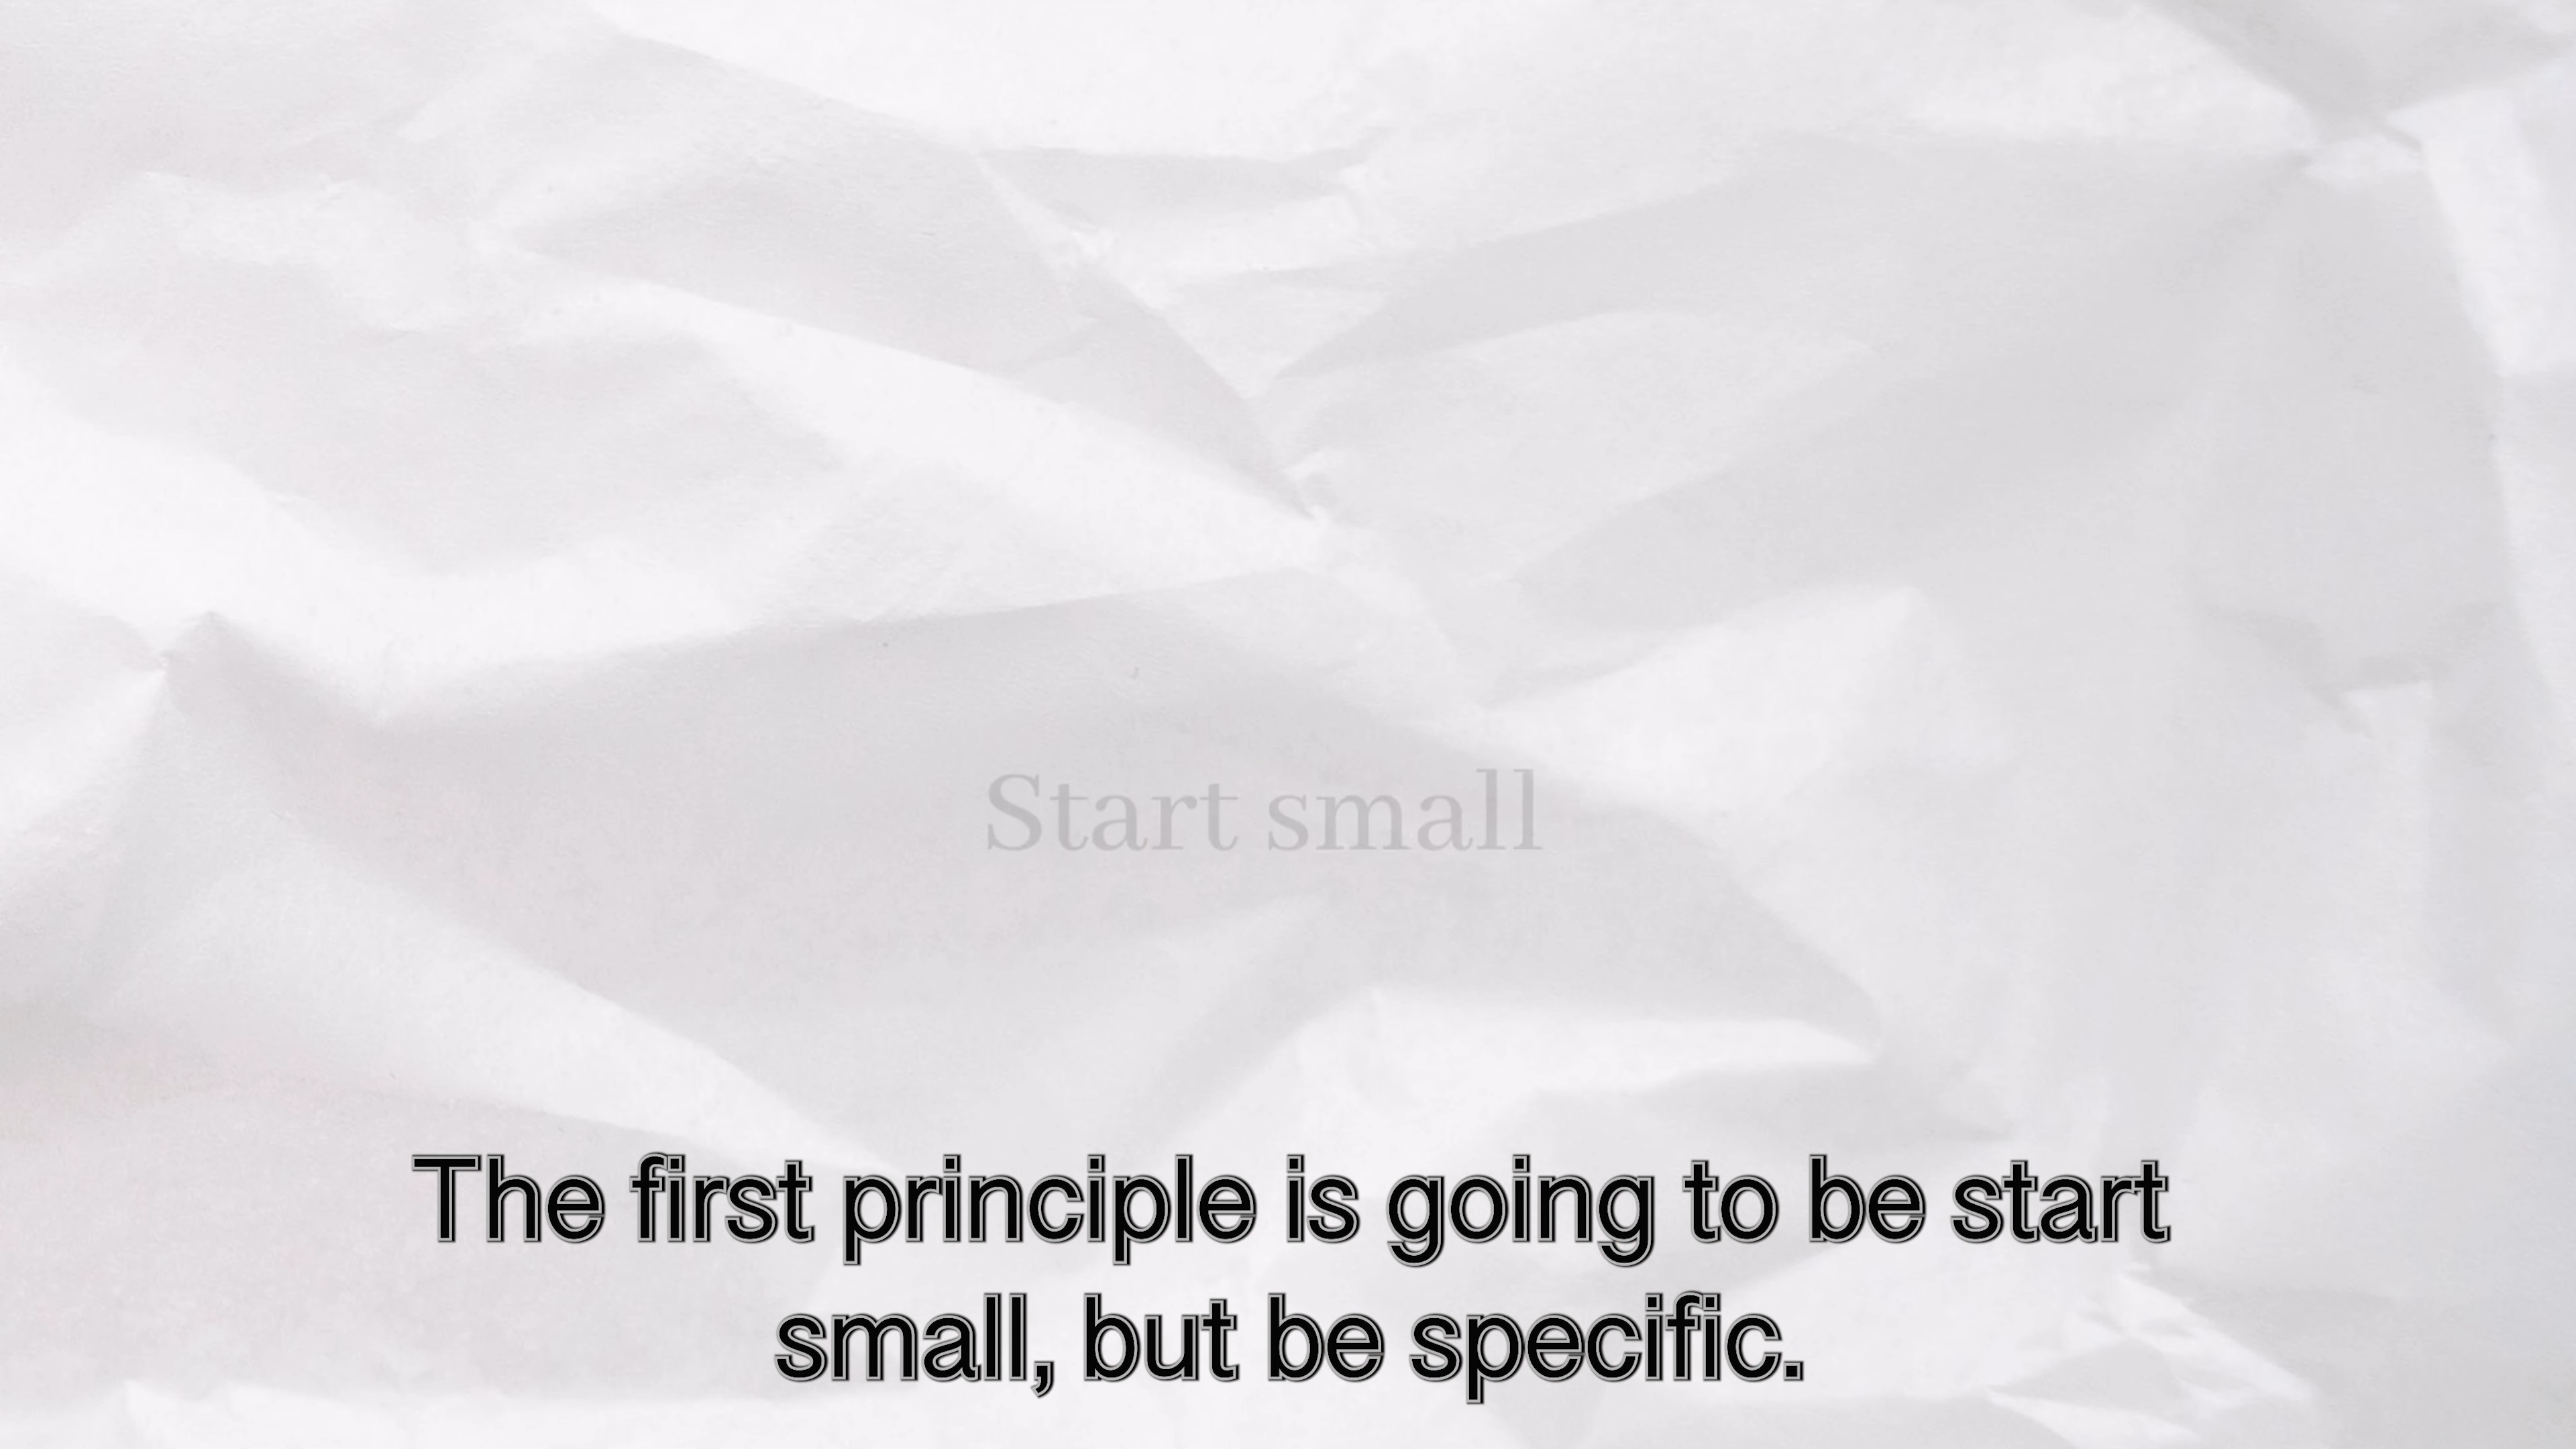 Start small
The first principle is going to be start
small, but be specific.